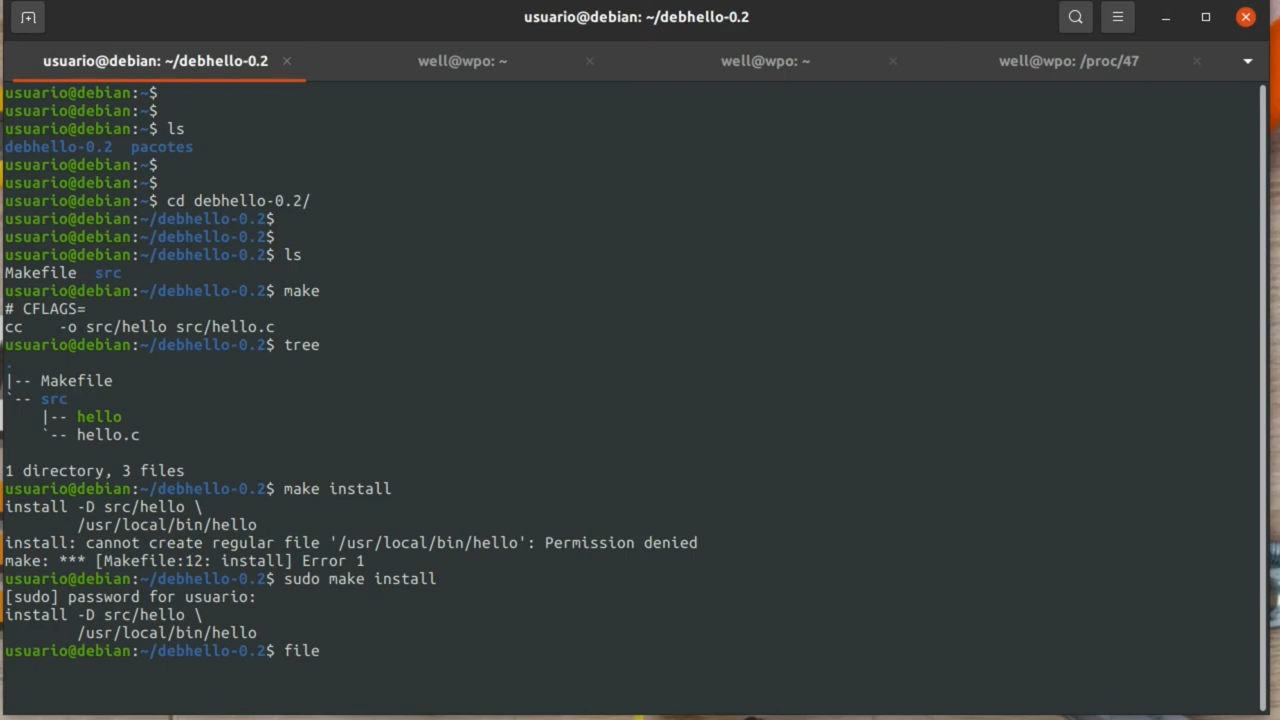 usuario@debian: ~/debhello-0.2
usuario@debian: ~/debhello-0.2 × well@wpo: ~ × well@wpo: ~ × well@wpo: /proc/47 ×
usuario@debian:~$
usuario@debian:~$
usuario@debian:~$ ls
debhello-0.2  pacotes
usuario@debian:~$
usuario@debian:~$
usuario@debian:~$ cd debhello-0.2/
usuario@debian:~/debhello-0.2$
usuario@debian:~/debhello-0.2$
usuario@debian:~/debhello-0.2$ ls
Makefile  src
usuario@debian:~/debhello-0.2$ make
# CFLAGS=
cc    -o src/hello src/hello.c
usuario@debian:~/debhello-0.2$ tree
.
|-- Makefile
`-- src
    |-- hello
    `-- hello.c

1 directory, 3 files
usuario@debian:~/debhello-0.2$ make install
install -D src/hello \
        /usr/local/bin/hello
install: cannot create regular file '/usr/local/bin/hello': Permission denied
make: *** [Makefile:12: install] Error 1
usuario@debian:~/debhello-0.2$ sudo make install
[sudo] password for usuario:
install -D src/hello \
        /usr/local/bin/hello
usuario@debian:~/debhello-0.2$ file